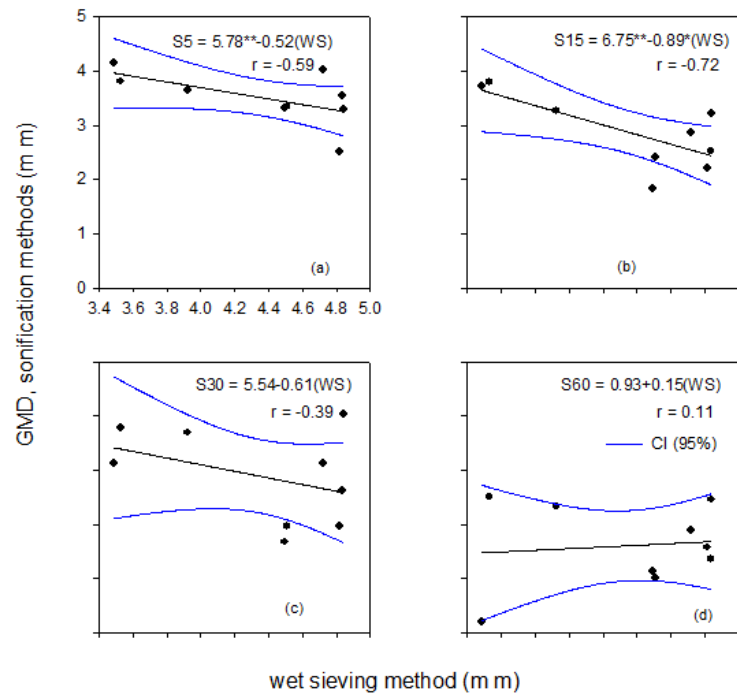 GMD, sonification methods (m m)
5
4
3
2
1
0
S5 = 5.78**-0.52(WS)
r = -0.59
(a)
3.4 3.6 4.0 4.2 4.4 4.6 4.8 5.0
S15 = 6.75**-0.89*(WS)
r = -0.72
(b)
S30 = 5.54-0.61(WS)
r = -0.39
(c)
S60 = 0.93+0.15(WS)
r = 0.11
CI (95%)
(d)
wet sieving method (m m)